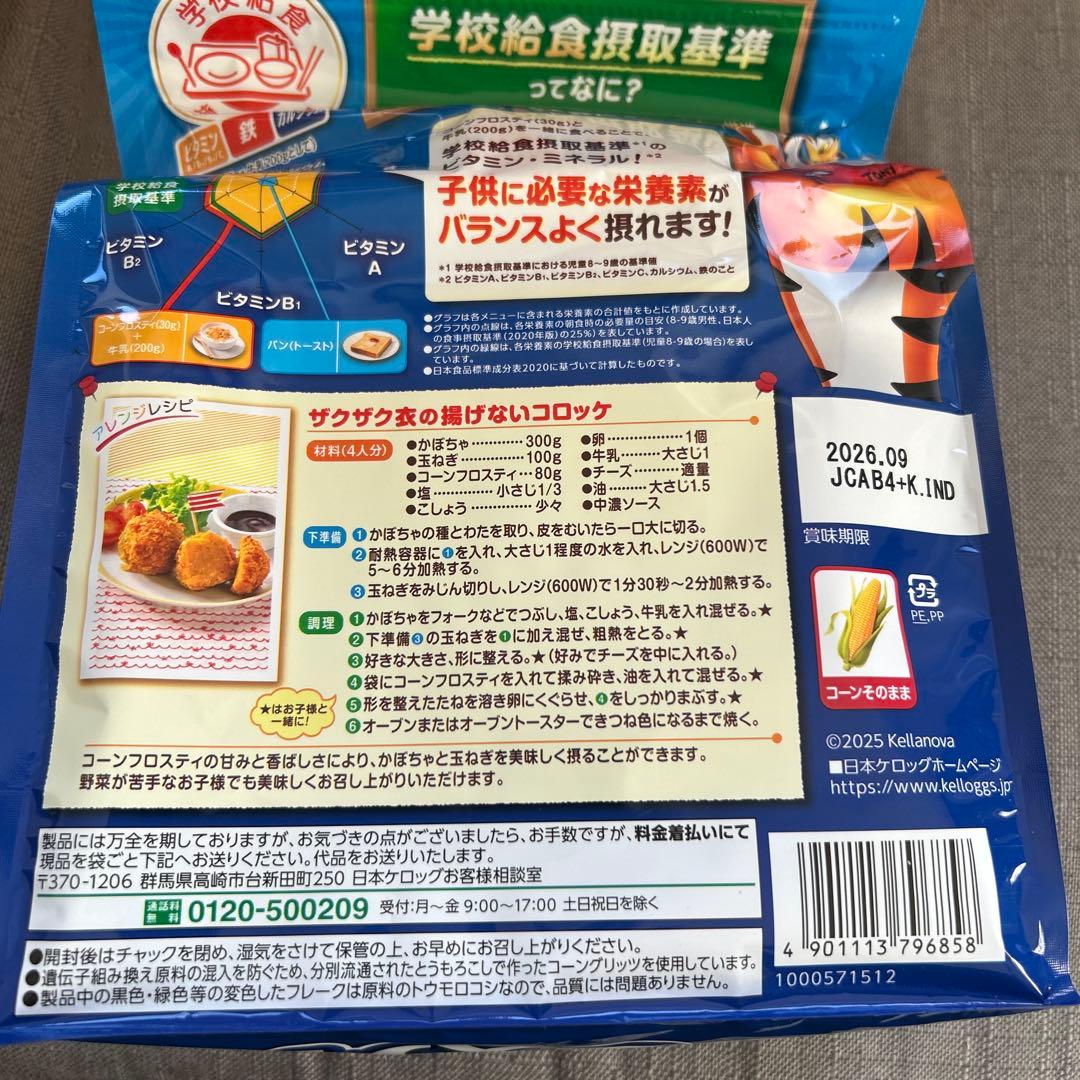 学校給食
学校給食摂取基準
ってなに?
ビタミン
鉄
カルシウム
牛乳200gとして)
コーンフロスティ(30g)と
牛乳(200g)を一緒に食べることで、
学校給食摂取基準*1の
ビタミン・ミネラル!*2
子供に必要な栄養素が
バランスよく摂れます!
*1 学校給食摂取基準における児童8～9歳の基準値
*2 ビタミンA、ビタミンB1、ビタミンB2、ビタミンC、カルシウム、鉄のこと
TONY
学校給食
摂取基準
ビタミン
B2
ビタミン
A
ビタミンB1
コーンフロスティ(30g)
+
牛乳(200g)
パン(トースト)
●グラフは各メニューに含まれる栄養素の合計値をもとに作成しています。
●グラフ内の点線は、各栄養素の朝食時の必要量の目安(8-9歳男性、日本人
の食事摂取基準(2020年版)の25%)を表しています。
●グラフ内の緑線は、各栄養素の学校給食摂取基準(児童8-9歳の場合)を表し
ています。
●日本食品標準成分表2020に基づいて計算したものです。
アレンジレシピ
ザクザク衣の揚げないコロッケ
材料(4人分)
●かぼちゃ…………300g
●玉ねぎ……………100g
●コーンフロスティ…80g
●塩……………小さじ1/3
●こしょう…………少々
●卵………………1個
●牛乳………大さじ1
●チーズ………適量
●油………大さじ1.5
●中濃ソース
下準備
1 かぼちゃの種とわたを取り、皮をむいたら一口大に切る。
2 耐熱容器に1を入れ、大さじ1程度の水を入れ、レンジ(600W)で
5～6分加熱する。
3 玉ねぎをみじん切りし、レンジ(600W)で1分30秒～2分加熱する。
調理
1 かぼちゃをフォークなどでつぶし、塩、こしょう、牛乳を入れ混ぜる。★
2 下準備3の玉ねぎを1に加え混ぜ、粗熱をとる。★
3 好きな大きさ、形に整える。★(好みでチーズを中に入れる。)
4 袋にコーンフロスティを入れて揉み砕き、油を入れて混ぜる。★
5 形を整えたたねを溶き卵にくぐらせ、4をしっかりまぶす。★
6 オーブンまたはオーブントースターできつね色になるまで焼く。
★はお子様と
一緒に!
コーンフロスティの甘みと香ばしさにより、かぼちゃと玉ねぎを美味しく摂ることができます。
野菜が苦手なお子様でも美味しくお召し上がりいただけます。
2026.09
JCAB4+K.IND
賞味期限
プラ
PE,PP
コーンそのまま
©2025 Kellanova
■日本ケロッグホームページ
https://www.kelloggs.jp
製品には万全を期しておりますが、お気づきの点がございましたら、お手数ですが、料金着払いにて
現品を袋ごと下記へお送りください。代品をお送りいたします。
〒370-1206 群馬県高崎市台新田町250 日本ケロッグお客様相談室
通話料
無料
0120-500209 受付:月～金 9:00～17:00 土日祝日を除く
●開封後はチャックを閉め、湿気をさけて保管の上、お早めにお召し上がりください。
●遺伝子組み換え原料の混入を防ぐため、分別流通されたとうもろこしで作ったコーングリッツを使用しています。
●製品中の黒色・緑色等の変色したフレークは原料のトウモロコシなので、品質には問題ありません。
4 901113 796858
1000571512